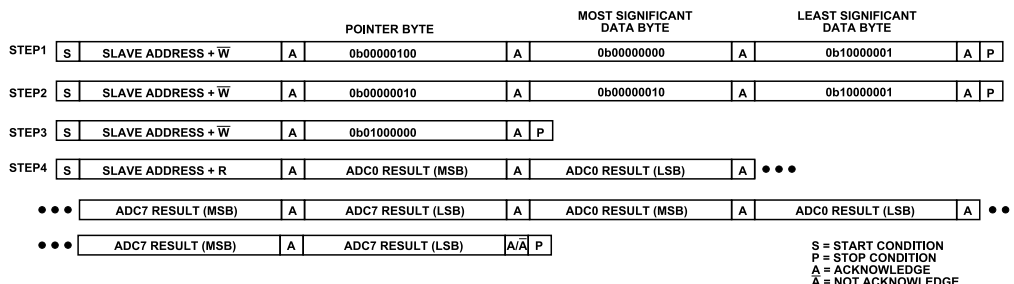 POINTER BYTE
MOST SIGNIFICANT
DATA BYTE
LEAST SIGNIFICANT
DATA BYTE
STEP1 S SLAVE ADDRESS + W̅ A 0b00000100 A 0b00000000 A 0b10000001 A P
STEP2 S SLAVE ADDRESS + W̅ A 0b00000010 A 0b00000010 A 0b10000001 A P
STEP3 S SLAVE ADDRESS + W̅ A 0b01000000 A P
STEP4 S SLAVE ADDRESS + R A ADC0 RESULT (MSB) A ADC0 RESULT (LSB) A •••
••• ADC7 RESULT (MSB) A ADC7 RESULT (LSB) A ADC0 RESULT (MSB) A ADC0 RESULT (LSB) A ••
••• ADC7 RESULT (MSB) A ADC7 RESULT (LSB) A/A̅ P
S = START CONDITION
P = STOP CONDITION
A = ACKNOWLEDGE
A̅ = NOT ACKNOWLEDGE